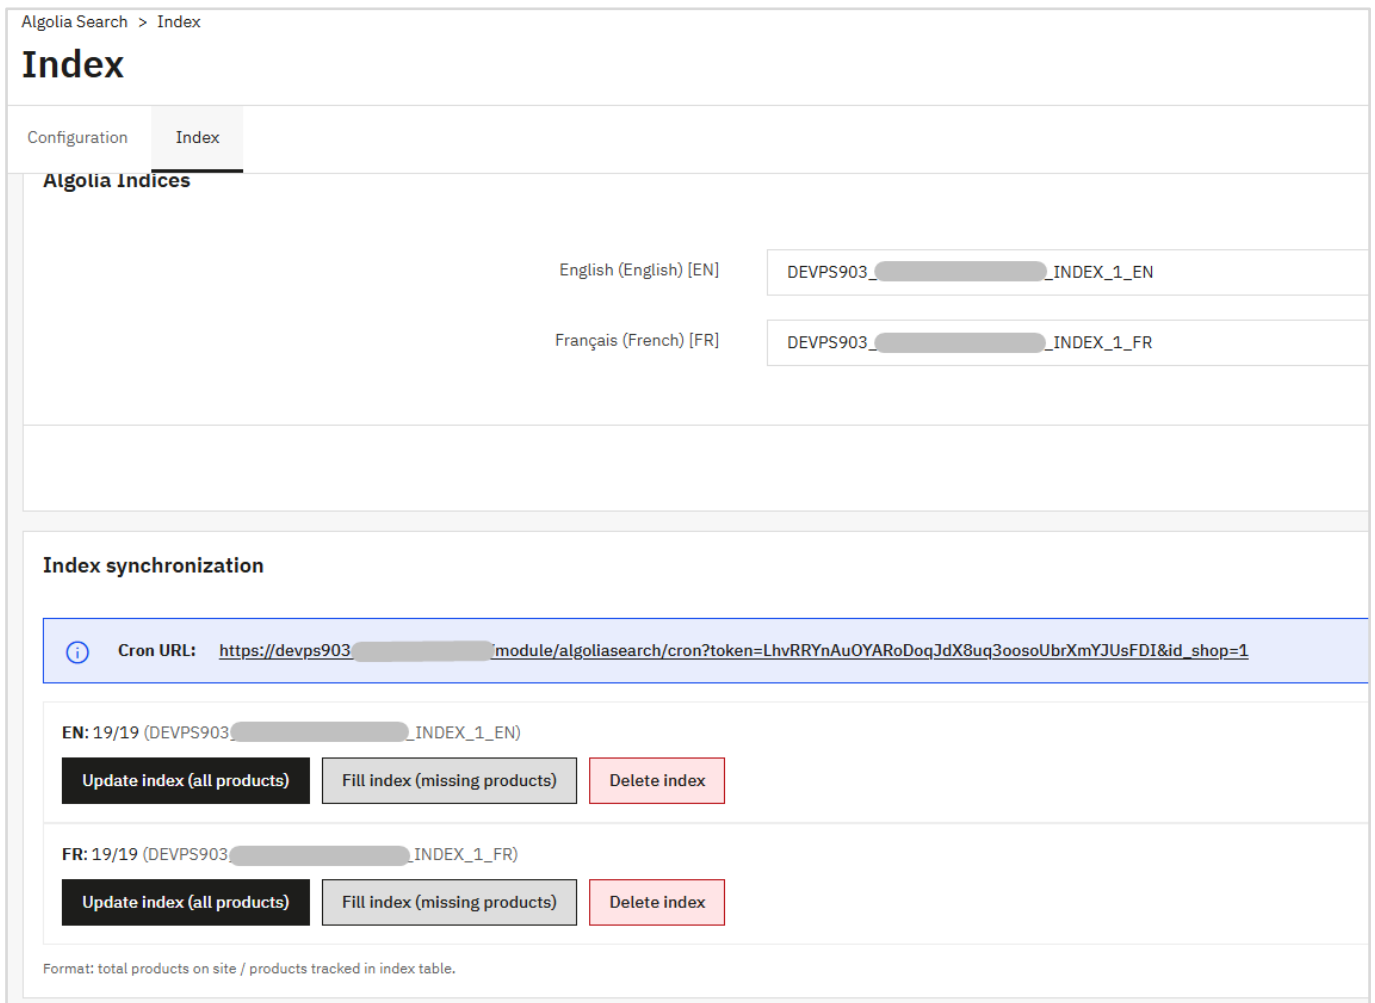 Algolia Search > Index
Index
Configuration Index
Algolia Indices
English (English) [EN] DEVPS903_ _INDEX_1_EN
Français (French) [FR] DEVPS903_ _INDEX_1_FR
Index synchronization
Cron URL: https://devps903 /module/algoliasearch/cron?token=LhvRRYnAuOYARoDoqJdX8uq3oosoUbrXmYJUsFDI&id_shop=1
EN: 19/19 (DEVPS903_ _INDEX_1_EN)
Update index (all products) Fill index (missing products) Delete index
FR: 19/19 (DEVPS903_ _INDEX_1_FR)
Update index (all products) Fill index (missing products) Delete index
Format: total products on site / products tracked in index table.